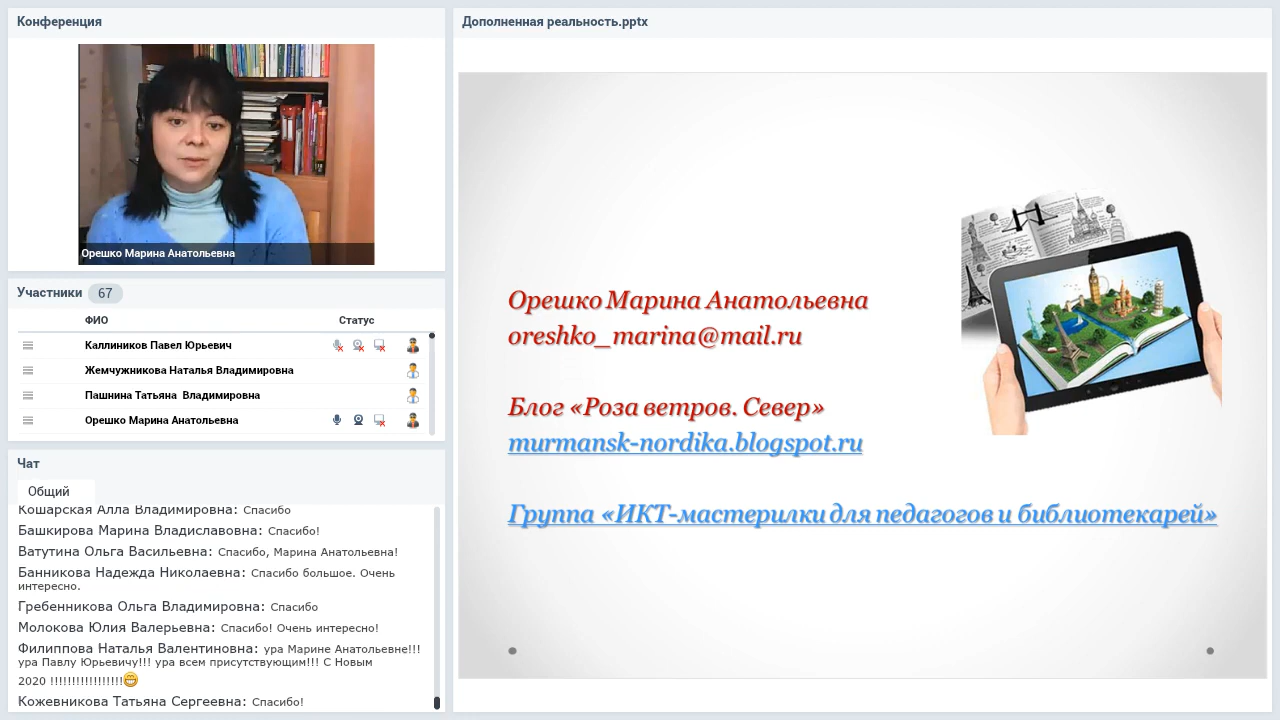 Конференция
Орешко Марина Анатольевна
Участники 67
ФИО Статус
Каллиников Павел Юрьевич
Жемчужникова Наталья Владимировна
Пашнина Татьяна Владимировна
Орешко Марина Анатольевна
Чат
Общий
Кошарская Алла Владимировна: Спасибо
Башкирова Марина Владиславовна: Спасибо!
Ватутина Ольга Васильевна: Спасибо, Марина Анатольевна!
Банникова Надежда Николаевна: Спасибо большое. Очень
интересно.
Гребенникова Ольга Владимировна: Спасибо
Молокова Юлия Валерьевна: Спасибо! Очень интересно!
Филиппова Наталья Валентиновна: ура Марине Анатольевне!!!
ура Павлу Юрьевичу!!! ура всем присутствующим!!! С Новым
2020 !!!!!!!!!!!!!!!!!
Кожевникова Татьяна Сергеевна: Спасибо!
Дополненная реальность.pptx
Орешко Марина Анатольевна
oreshko_marina@mail.ru
Блог «Роза ветров. Север»
murmansk-nordika.blogspot.ru
Группа «ИКТ-мастерилки для педагогов и библиотекарей»